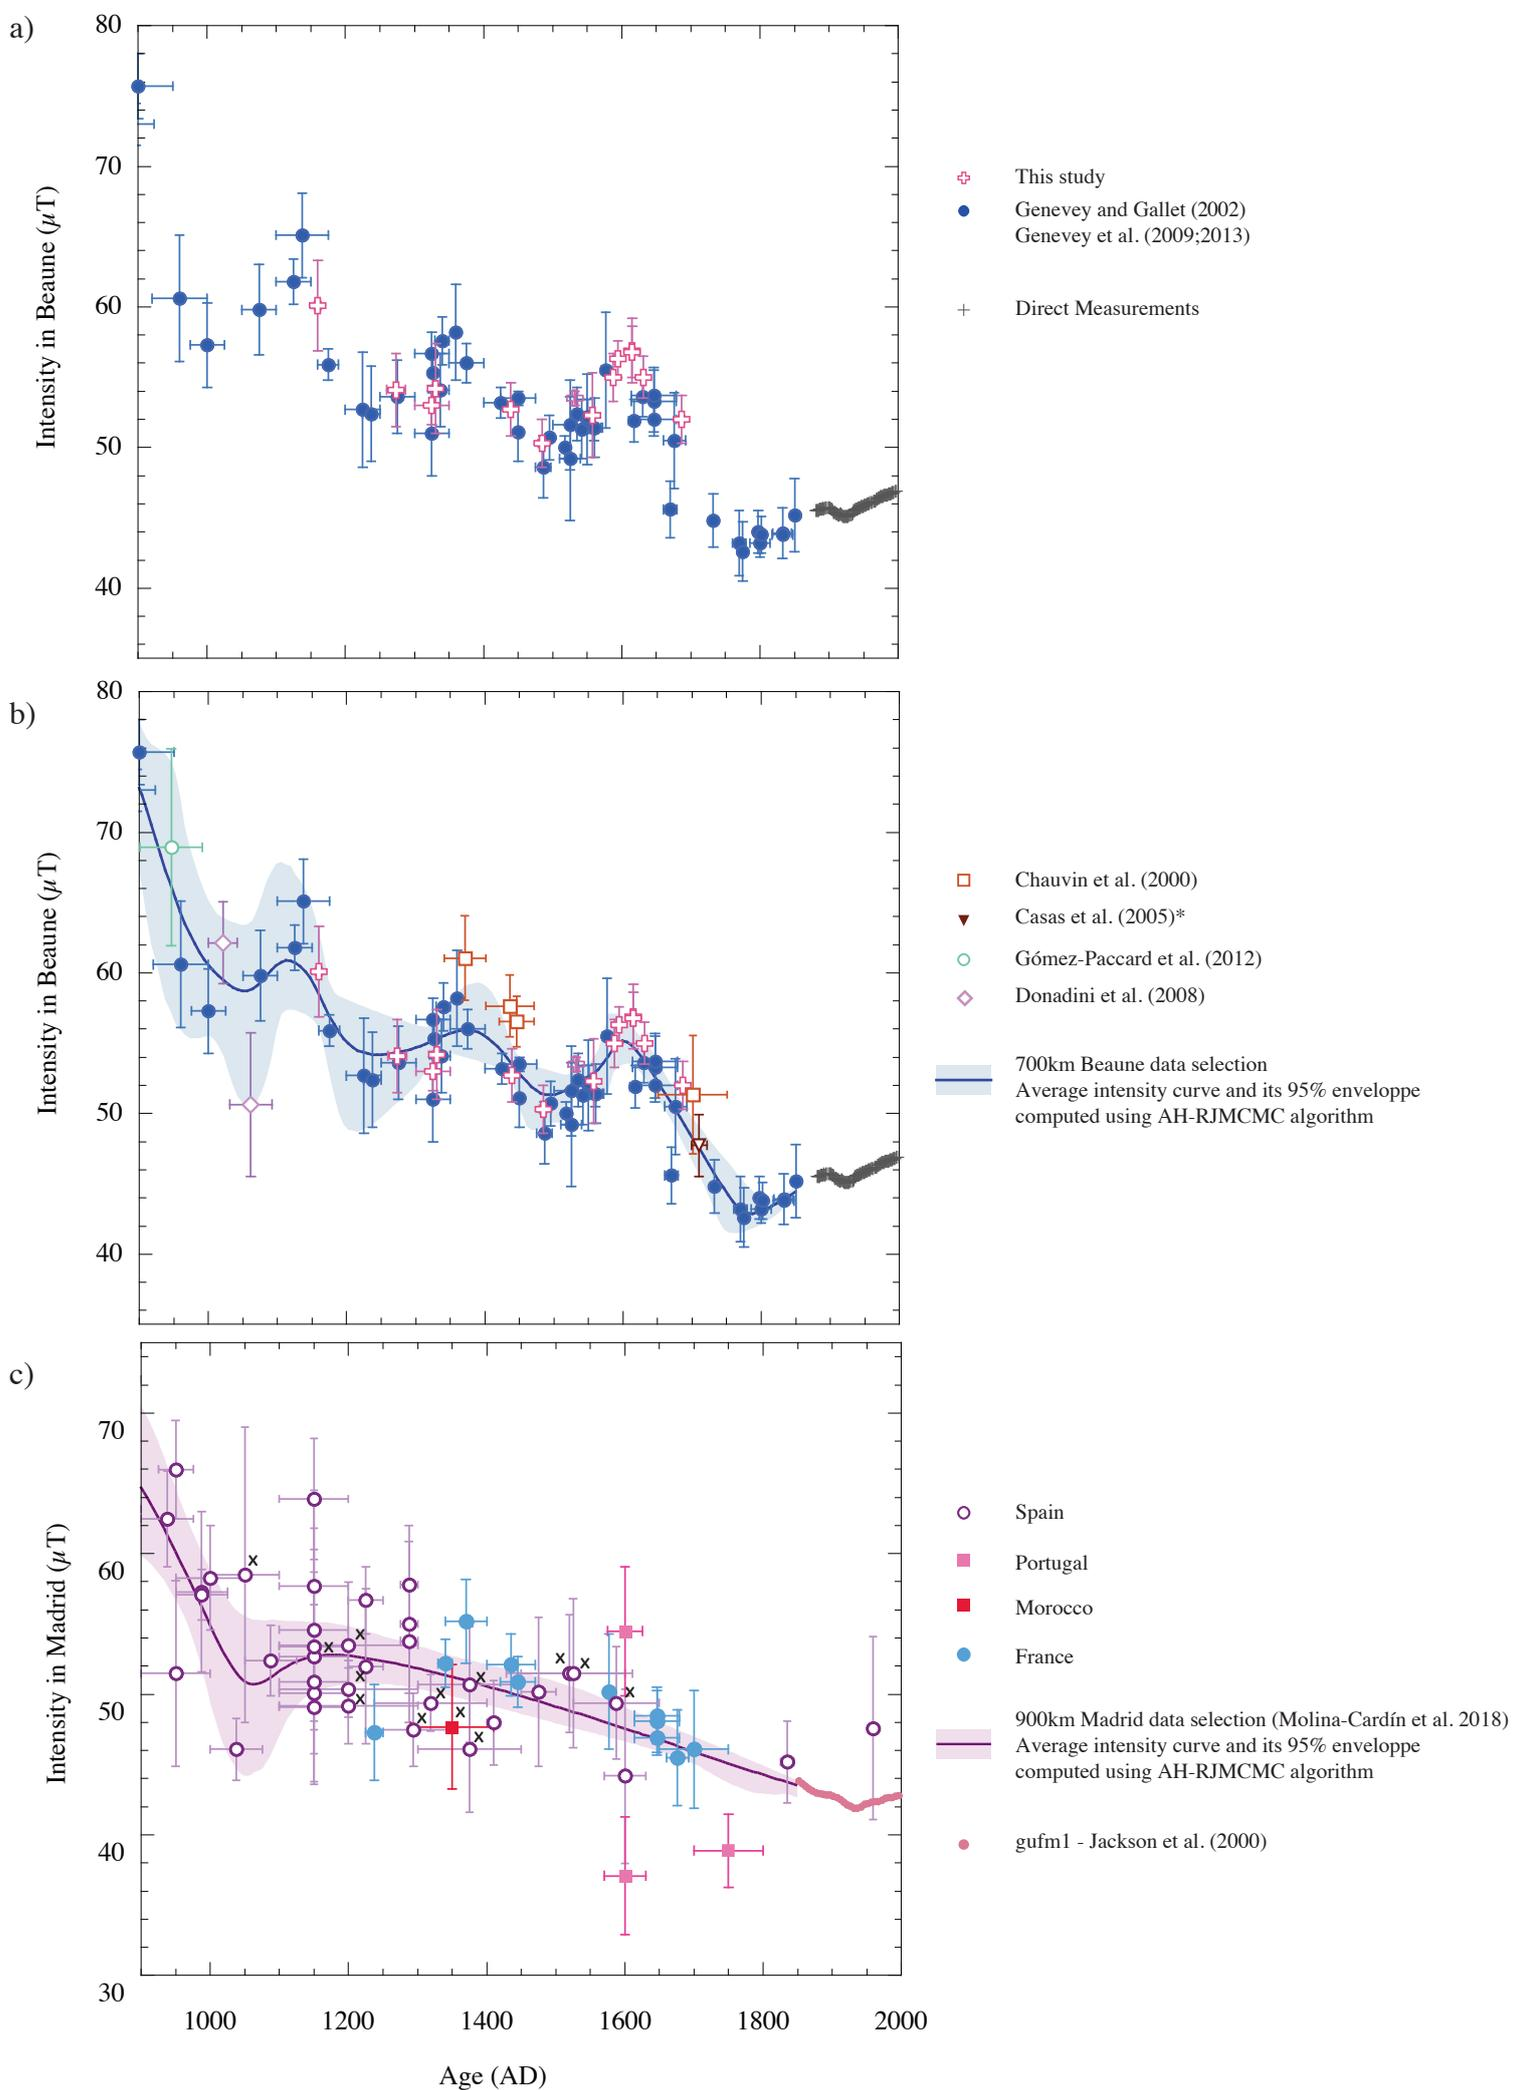 a)
80
70
60
50
40
Intensity in Beaune (µT)
This study
Genevey and Gallet (2002)
Genevey et al. (2009;2013)
Direct Measurements
b)
80
70
60
50
40
Intensity in Beaune (µT)
Chauvin et al. (2000)
Casas et al. (2005)*
Gómez-Paccard et al. (2012)
Donadini et al. (2008)
700km Beaune data selection
Average intensity curve and its 95% enveloppe
computed using AH-RJMCMC algorithm
c)
70
60
50
40
30
Intensity in Madrid (µT)
x
x
x
x
x
x
x
x
x
x
x
x
x
Spain
Portugal
Morocco
France
900km Madrid data selection (Molina-Cardín et al. 2018)
Average intensity curve and its 95% enveloppe
computed using AH-RJMCMC algorithm
gufm1 - Jackson et al. (2000)
1000 1200 1400 1600 1800 2000
Age (AD)